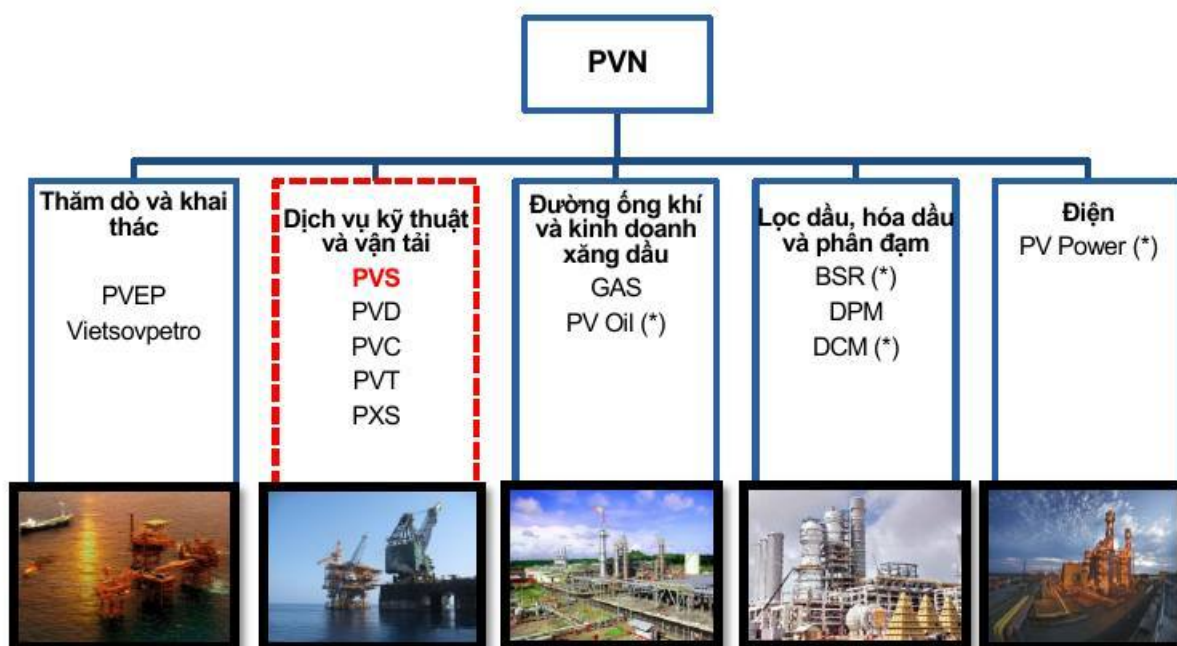 PVN
Thăm dò và khai
thác
PVEP
Vietsovpetro
Dịch vụ kỹ thuật
và vận tải
PVS
PVD
PVC
PVT
PXS
Đường ống khí
và kinh doanh
xăng dầu
GAS
PV Oil (*)
Lọc dầu, hóa dầu
và phân đạm
BSR (*)
DPM
DCM (*)
Điện
PV Power (*)